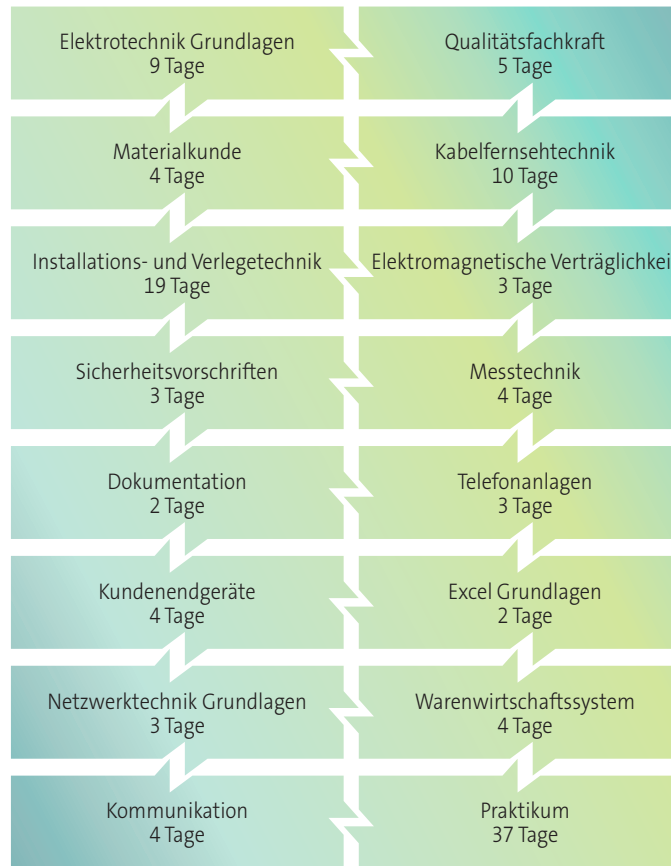 Elektrotechnik Grundlagen
9 Tage
Qualitätsfachkraft
5 Tage
Materialkunde
4 Tage
Kabelfernsehtechnik
10 Tage
Installations- und Verlegetechnik
19 Tage
Elektromagnetische Verträglichkei
3 Tage
Sicherheitsvorschriften
3 Tage
Messtechnik
4 Tage
Dokumentation
2 Tage
Telefonanlagen
3 Tage
Kundenendgeräte
4 Tage
Excel Grundlagen
2 Tage
Netzwerktechnik Grundlagen
3 Tage
Warenwirtschaftssystem
4 Tage
Kommunikation
4 Tage
Praktikum
37 Tage